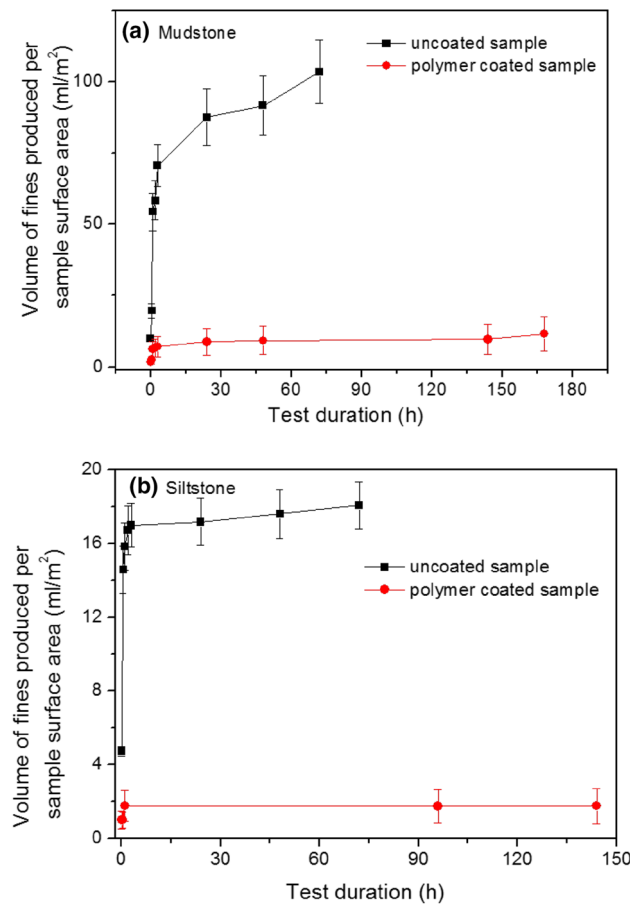 (a) Mudstone
uncoated sample
polymer coated sample
Volume of fines produced per
sample surface area (ml/m²)
100
50
0
0 30 60 90 120 150 180
Test duration (h)
(b) Siltstone
uncoated sample
polymer coated sample
Volume of fines produced per
sample surface area (ml/m²)
20
16
12
8
4
0
0 30 60 90 120 150
Test duration (h)